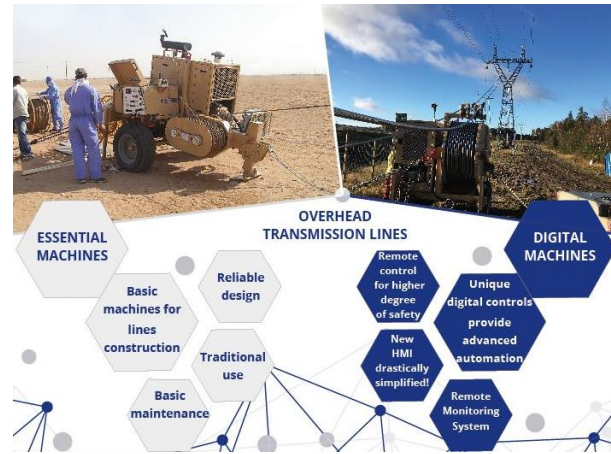 OVERHEAD
TRANSMISSION LINES
ESSENTIAL
MACHINES
Basic
machines for
lines
construction
Reliable
design
Traditional
use
Basic
maintenance
DIGITAL
MACHINES
Remote
control
for higher
degree
of safety
Unique
digital controls
provide
advanced
automation
New
HMI
drastically
simplified!
Remote
Monitoring
System